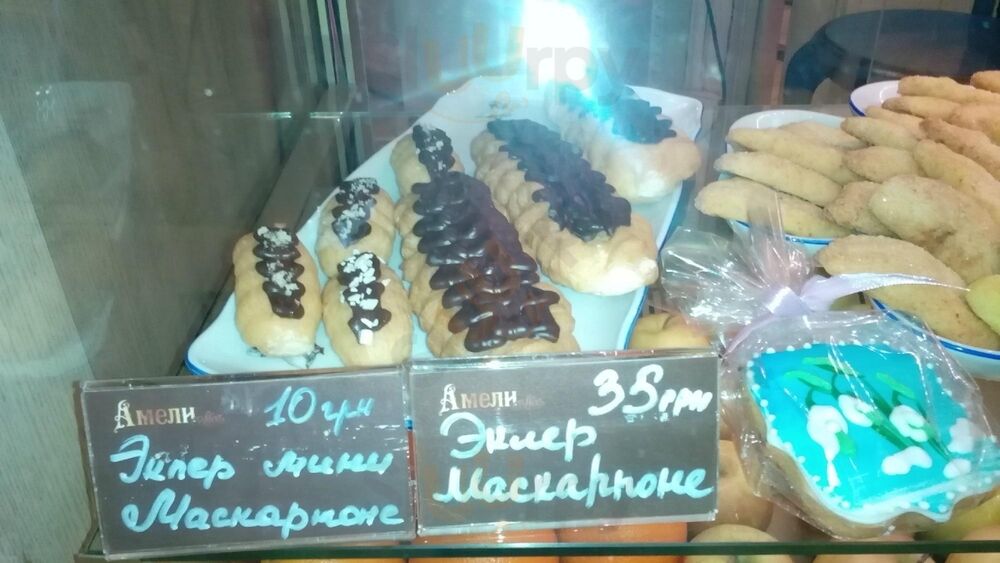 Амели
10 грн
Эклер мини
Маскарпоне
Амели
35 грн
Эклер
Маскарпоне